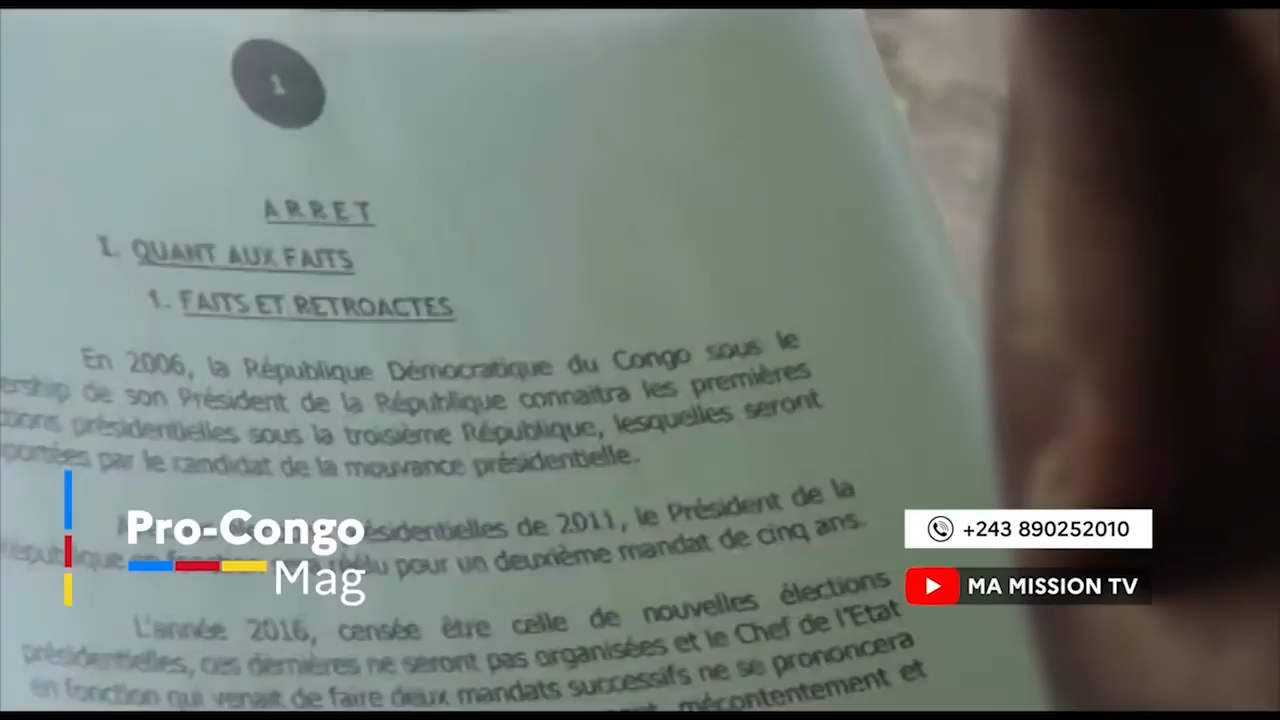 1
ARRET
I. QUANT AUX FAITS
1. FAITS ET RETROACTES
En 2006, la République Démocratique du Congo sous le
ership de son Président de la République connaitra les premières
tions présidentielles sous la troisième République, lesquelles seront
portées par le candidat de la mouvance présidentielle.
ésidentielles de 2011, le Président de la
pour un deuxième mandat de cinq ans.
L'année 2016, censée être celle de nouvelles élections
présidentielles, ces dernières ne seront pas organisées et le Chef de l'Etat
en fonction qui venait de faire deux mandats successifs ne se prononcera
mécontentement et
Pro-Congo
Mag
+243 890252010
MA MISSION TV